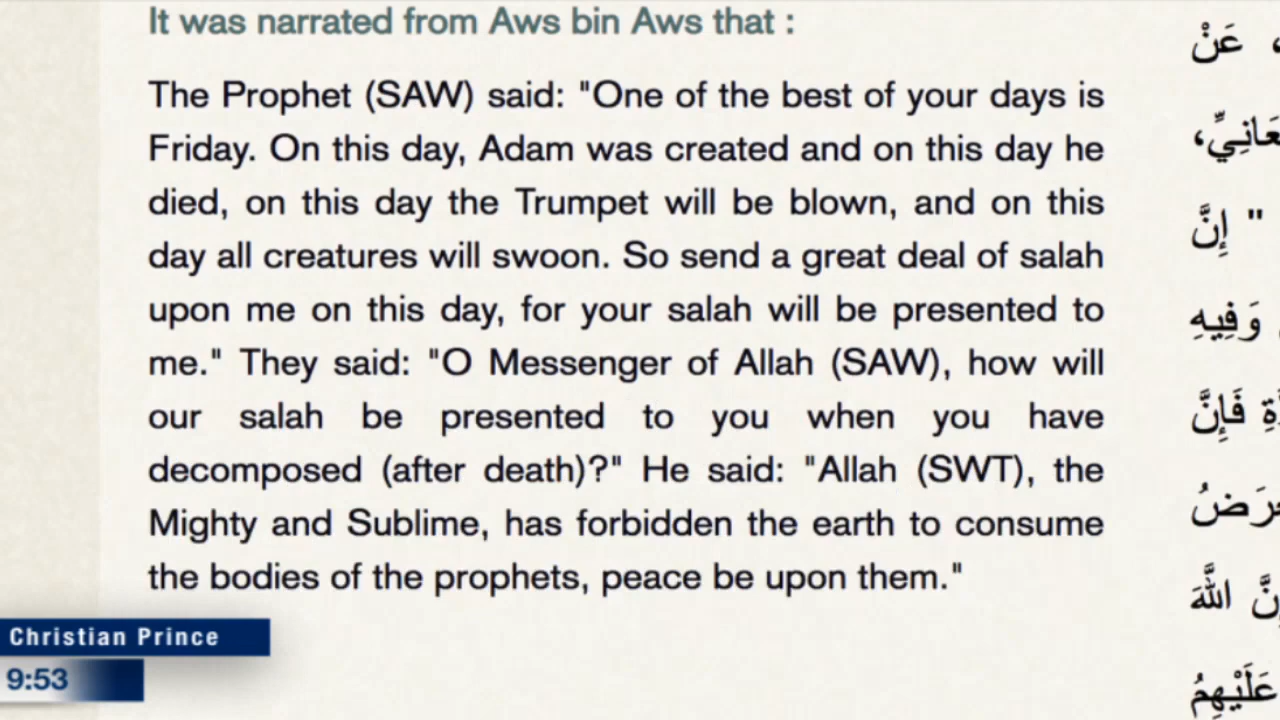 It was narrated from Aws bin Aws that :
The Prophet (SAW) said: "One of the best of your days is
Friday. On this day, Adam was created and on this day he
died, on this day the Trumpet will be blown, and on this
day all creatures will swoon. So send a great deal of salah
upon me on this day, for your salah will be presented to
me." They said: "O Messenger of Allah (SAW), how will
our salah be presented to you when you have
decomposed (after death)?" He said: "Allah (SWT), the
Mighty and Sublime, has forbidden the earth to consume
the bodies of the prophets, peace be upon them."
، عَنْ
" إِنَّ
وَفِيهِ
فَإِنَّ
إِنَّ اللَّهَ
عَلَيْهِمُ
Christian Prince
9:53